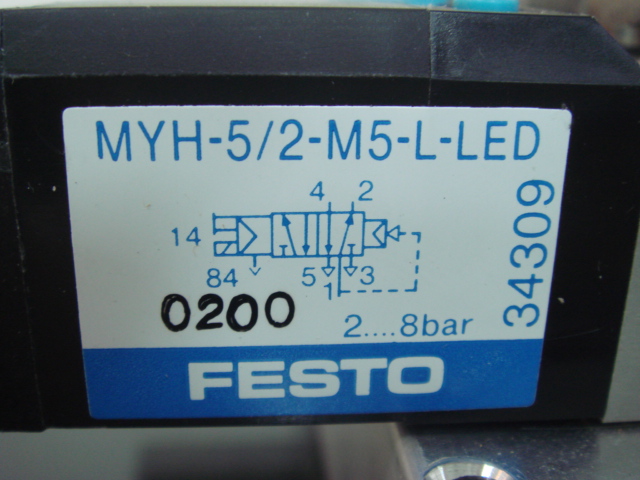 MYH-5/2-M5-L-LED
4 2
14
84 5 1 3
0200
2....8bar
34309
FESTO